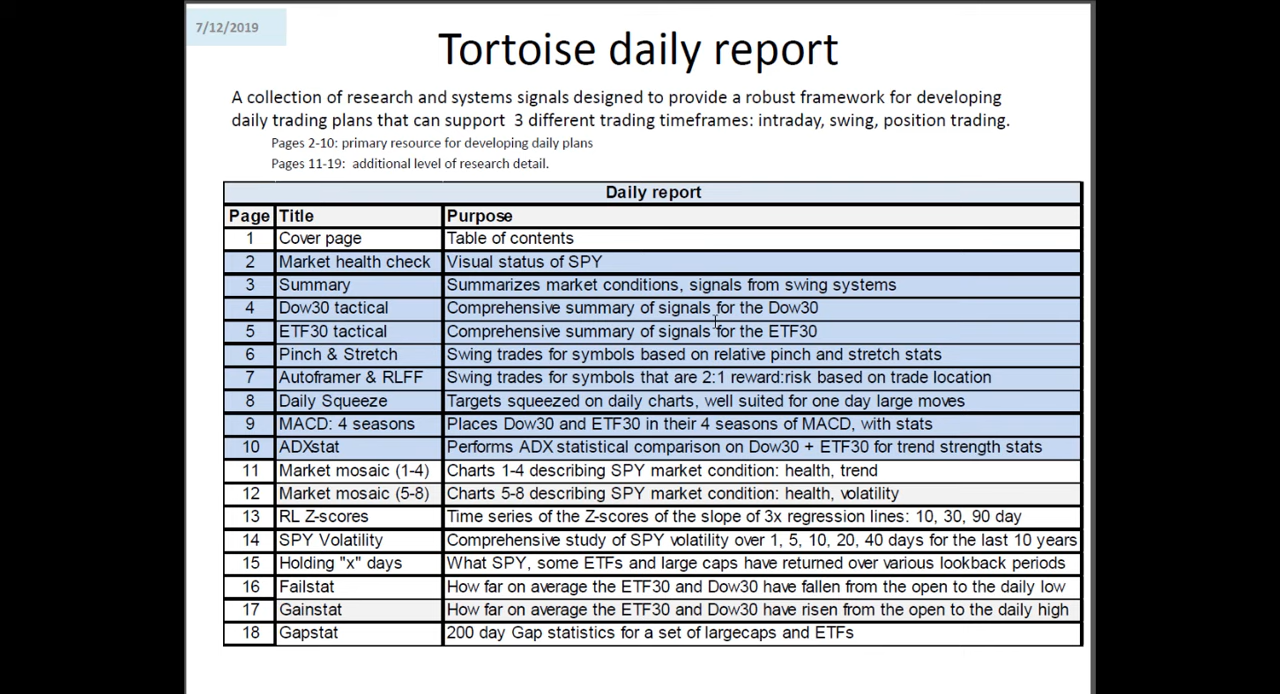 7/12/2019
Tortoise daily report
A collection of research and systems signals designed to provide a robust framework for developing
daily trading plans that can support 3 different trading timeframes: intraday, swing, position trading.
Pages 2-10: primary resource for developing daily plans
Pages 11-19: additional level of research detail.
Daily report
Page Title Purpose
1 Cover page Table of contents
2 Market health check Visual status of SPY
3 Summary Summarizes market conditions, signals from swing systems
4 Dow30 tactical Comprehensive summary of signals for the Dow30
5 ETF30 tactical Comprehensive summary of signals for the ETF30
6 Pinch & Stretch Swing trades for symbols based on relative pinch and stretch stats
7 Autoframer & RLFF Swing trades for symbols that are 2:1 reward:risk based on trade location
8 Daily Squeeze Targets squeezed on daily charts, well suited for one day large moves
9 MACD: 4 seasons Places Dow30 and ETF30 in their 4 seasons of MACD, with stats
10 ADXstat Performs ADX statistical comparison on Dow30 + ETF30 for trend strength stats
11 Market mosaic (1-4) Charts 1-4 describing SPY market condition: health, trend
12 Market mosaic (5-8) Charts 5-8 describing SPY market condition: health, volatility
13 RL Z-scores Time series of the Z-scores of the slope of 3x regression lines: 10, 30, 90 day
14 SPY Volatility Comprehensive study of SPY volatility over 1, 5, 10, 20, 40 days for the last 10 years
15 Holding "x" days What SPY, some ETFs and large caps have returned over various lookback periods
16 Failstat How far on average the ETF30 and Dow30 have fallen from the open to the daily low
17 Gainstat How far on average the ETF30 and Dow30 have risen from the open to the daily high
18 Gapstat 200 day Gap statistics for a set of largecaps and ETFs